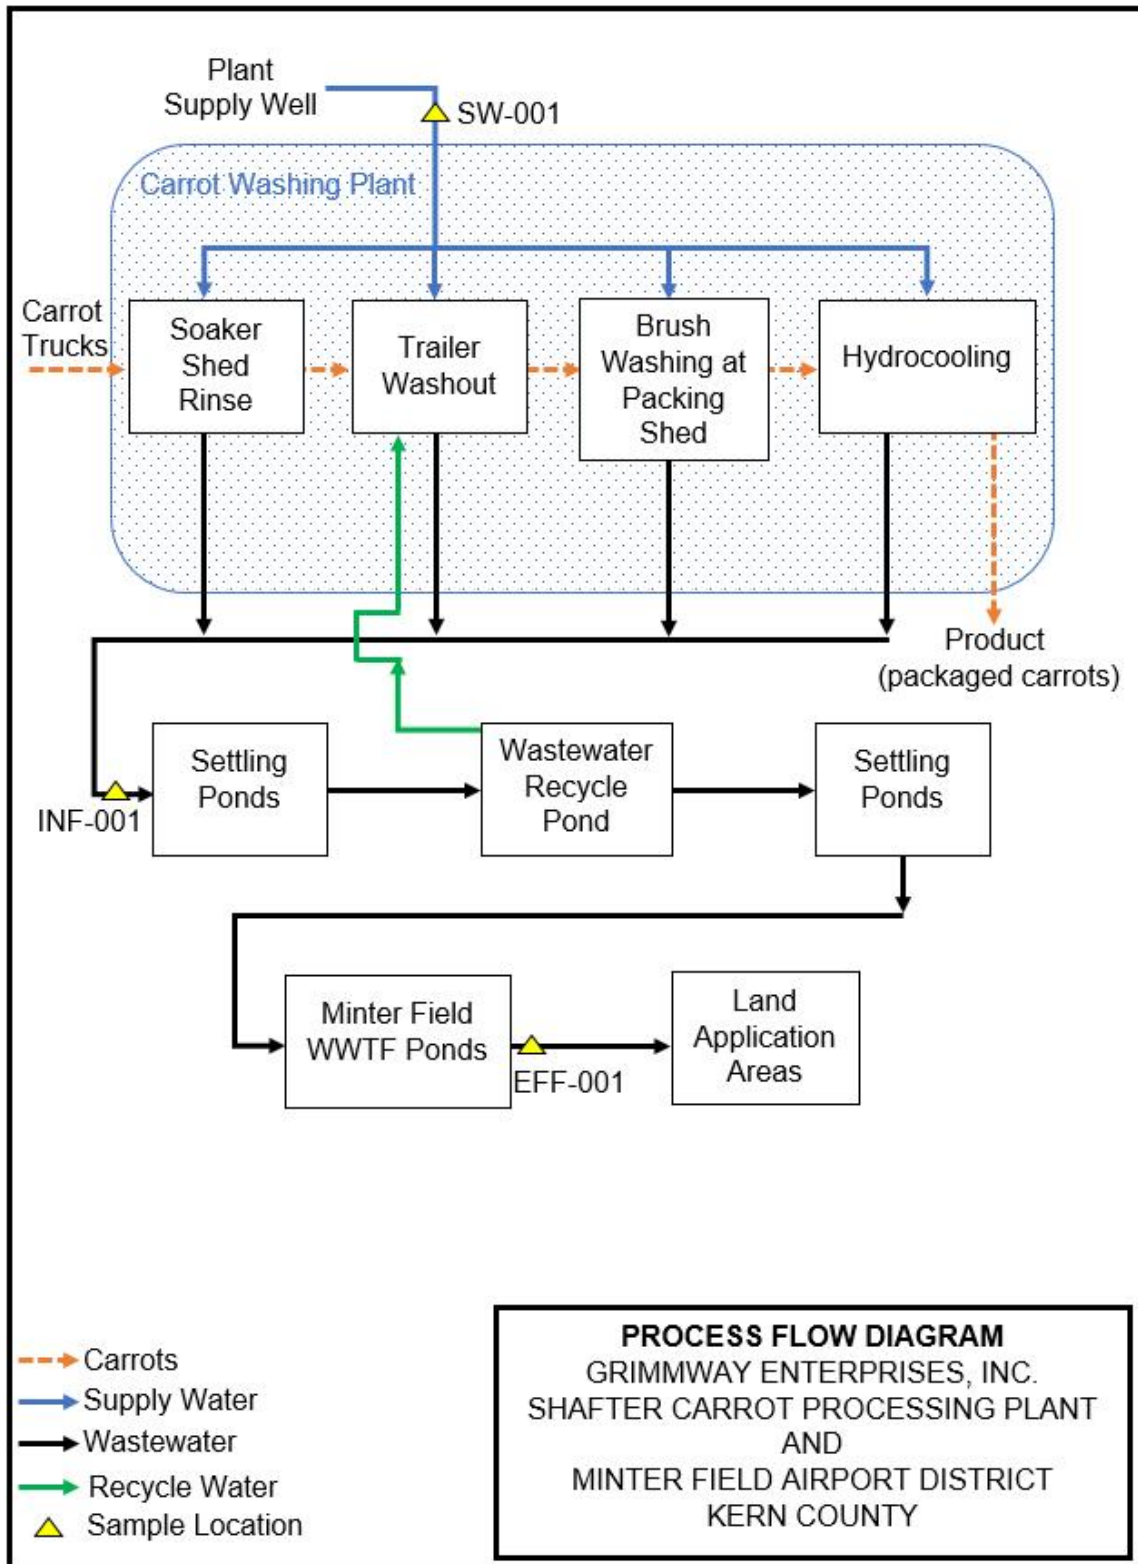 Plant
Supply Well
SW-001
Carrot Washing Plant
Carrot
Trucks
Soaker
Shed
Rinse
Trailer
Washout
Brush
Washing at
Packing
Shed
Hydrocooling
Product
(packaged carrots)
Settling
Ponds
Wastewater
Recycle
Pond
Settling
Ponds
INF-001
Minter Field
WWTF Ponds
EFF-001
Land
Application
Areas
Carrots
Supply Water
Wastewater
Recycle Water
Sample Location
PROCESS FLOW DIAGRAM
GRIMMWAY ENTERPRISES, INC.
SHAFTER CARROT PROCESSING PLANT
AND
MINTER FIELD AIRPORT DISTRICT
KERN COUNTY